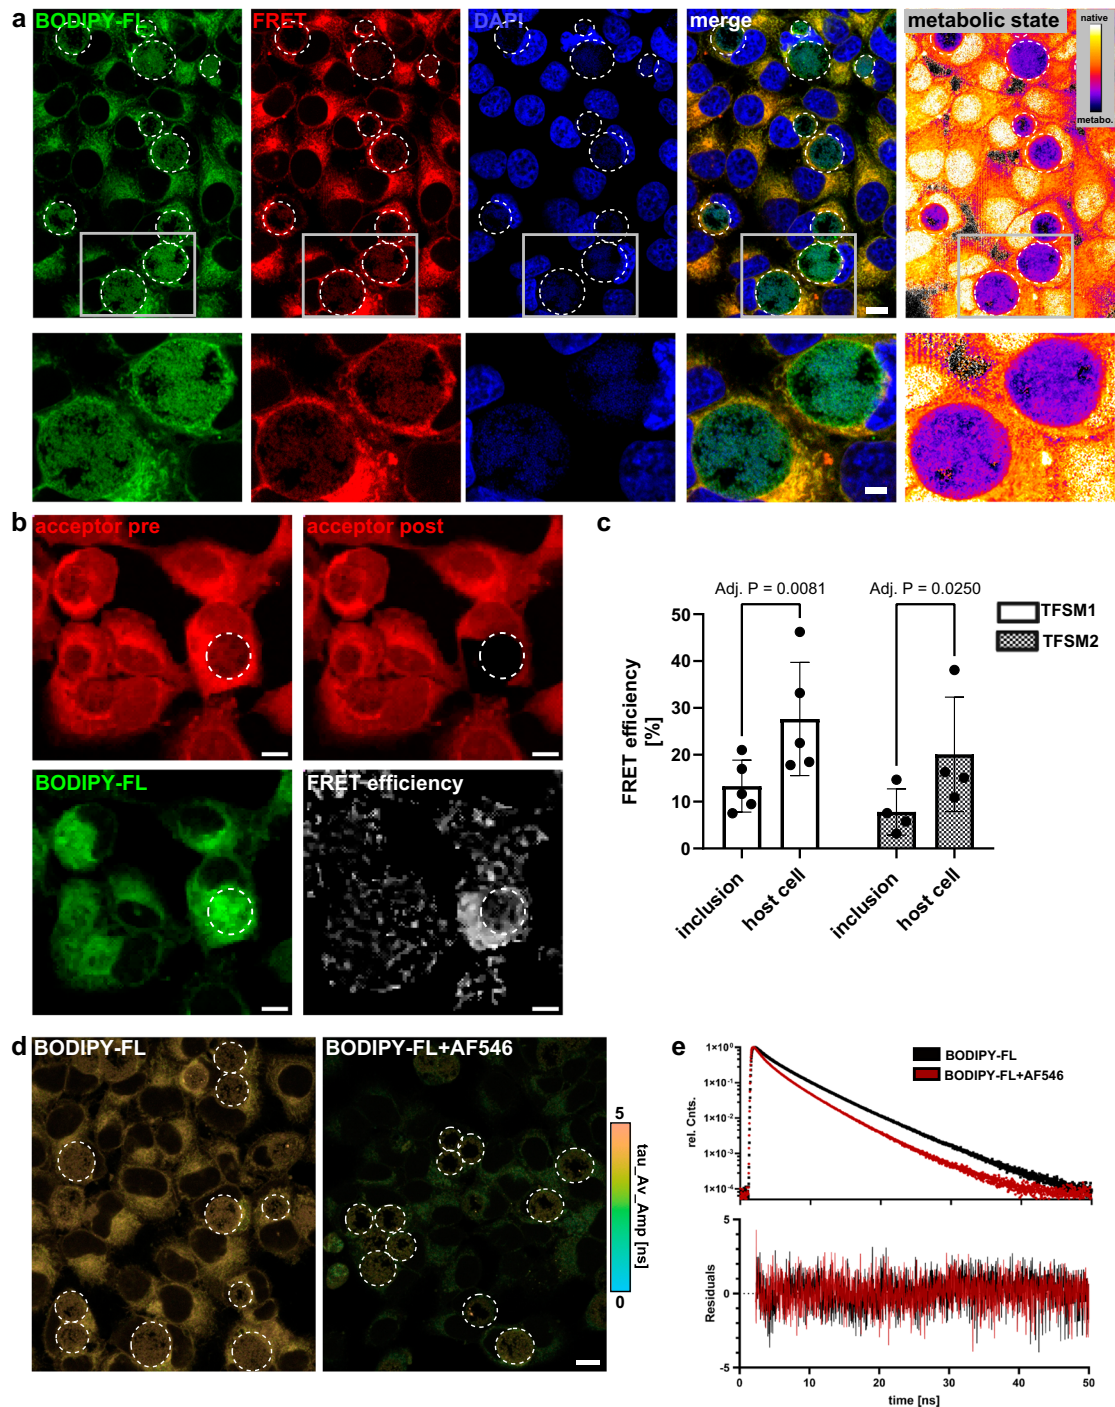 a
BODIPY-FL
FRET
DAPI
merge
metabolic state
native
metabo.
b
acceptor pre
acceptor post
BODIPY-FL
FRET-efficiency
c
Adj. P = 0.0081
Adj. P = 0.0250
TFSM1
TFSM2
FRET efficiency
[%]
50
40
30
20
10
0
inclusion
host cell
inclusion
host cell
d
BODIPY-FL
BODIPY-FL+AF546
5
tau_Av_Amp [ns]
0
e
BODIPY-FL
BODIPY-FL+AF546
rel. Cnts.
1×10⁰
1×10⁻¹
1×10⁻²
1×10⁻³
1×10⁻⁴
Residuals
5
0
-5
0
10
20
30
40
50
time [ns]